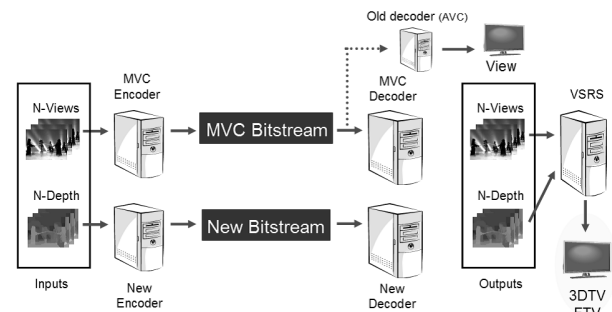 Old decoder (AVC)
View
MVC
Encoder
MVC
Decoder
VSRS
N-Views
MVC Bitstream
N-Views
N-Depth
New Bitstream
N-Depth
Inputs
New
Encoder
New
Decoder
Outputs
3DTV
FTV